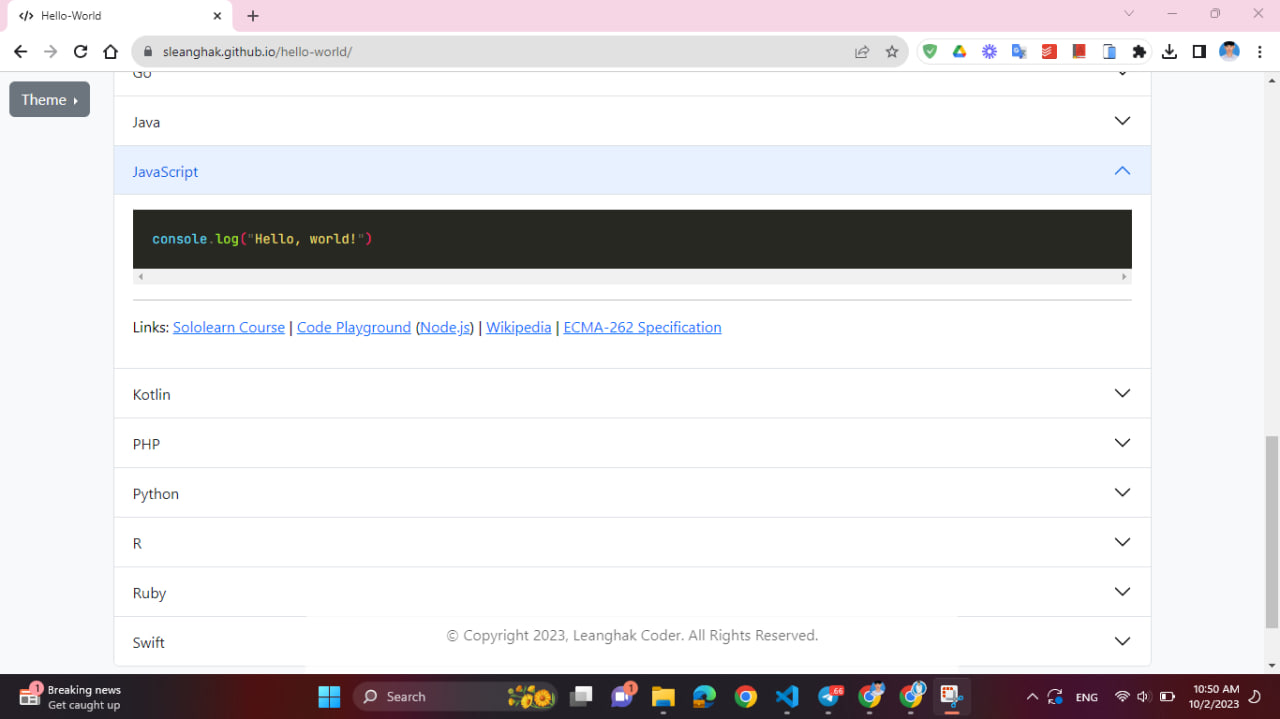 Hello-World
sleanghak.github.io/hello-world/
Theme
Go
Java
JavaScript
console.log("Hello, world!")
Links: Sololearn Course | Code Playground (Node.js) | Wikipedia | ECMA-262 Specification
Kotlin
PHP
Python
R
Ruby
Swift
© Copyright 2023, Leanghak Coder. All Rights Reserved.
1
Breaking news
Get caught up
Search
1
66
ENG
10:50 AM
10/2/2023